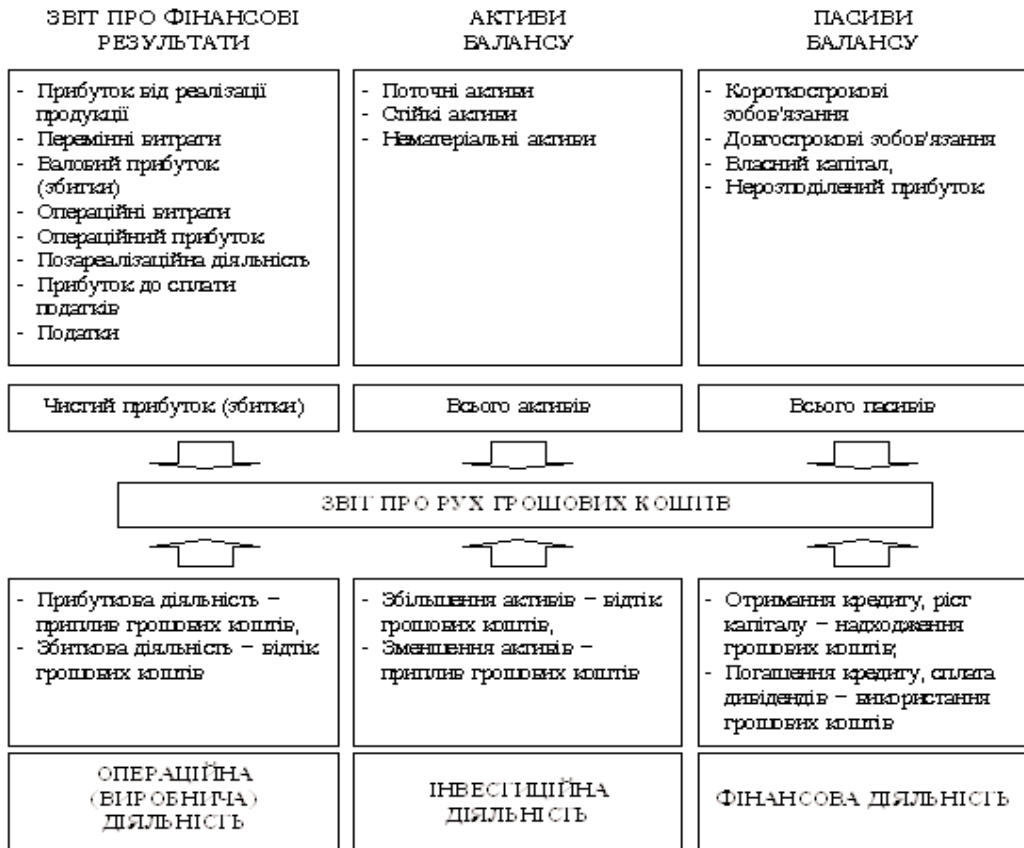 ЗВІТ ПРО ФІНАНСОВІ
РЕЗУЛЬТАТИ
АКТИВИ
БАЛАНСУ
ПАСИВИ
БАЛАНСУ
- Прибуток від реалізації
продукції
- Перемінні витрати
- Валовий прибуток
(збитки)
- Операційні витрати
- Операційний прибуток
- Позареалізаційна діяльність
- Прибуток до сплати
податків
- Податки
- Поточні активи
- Стійкі активи
- Нематеріальні активи
- Короткострокові
зобов'язання
- Довгострокові зобов'язання
- Власний капітал,
- Нерозподілений прибуток
Чистий прибуток (збитки)
Всього активів
Всього пасивів
ЗВІТ ПРО РУХ ГРОШОВИХ КОШТІВ
- Прибуткова діяльність –
приплив грошових коштів,
- Збиткова діяльність – відтік
грошових коштів
- Збільшення активів – відтік
грошових коштів,
- Зменшення активів –
приплив грошових коштів
- Отримання кредиту, ріст
капіталу – надходження
грошових коштів;
- Погашення кредиту, сплата
дивідендів – використання
грошових коштів
ОПЕРАЦІЙНА
(ВИРОБНИЧА)
ДІЯЛЬНІСТЬ
ІНВЕСТИЦІЙНА
ДІЯЛЬНІСТЬ
ФІНАНСОВА ДІЯЛЬНІСТЬ